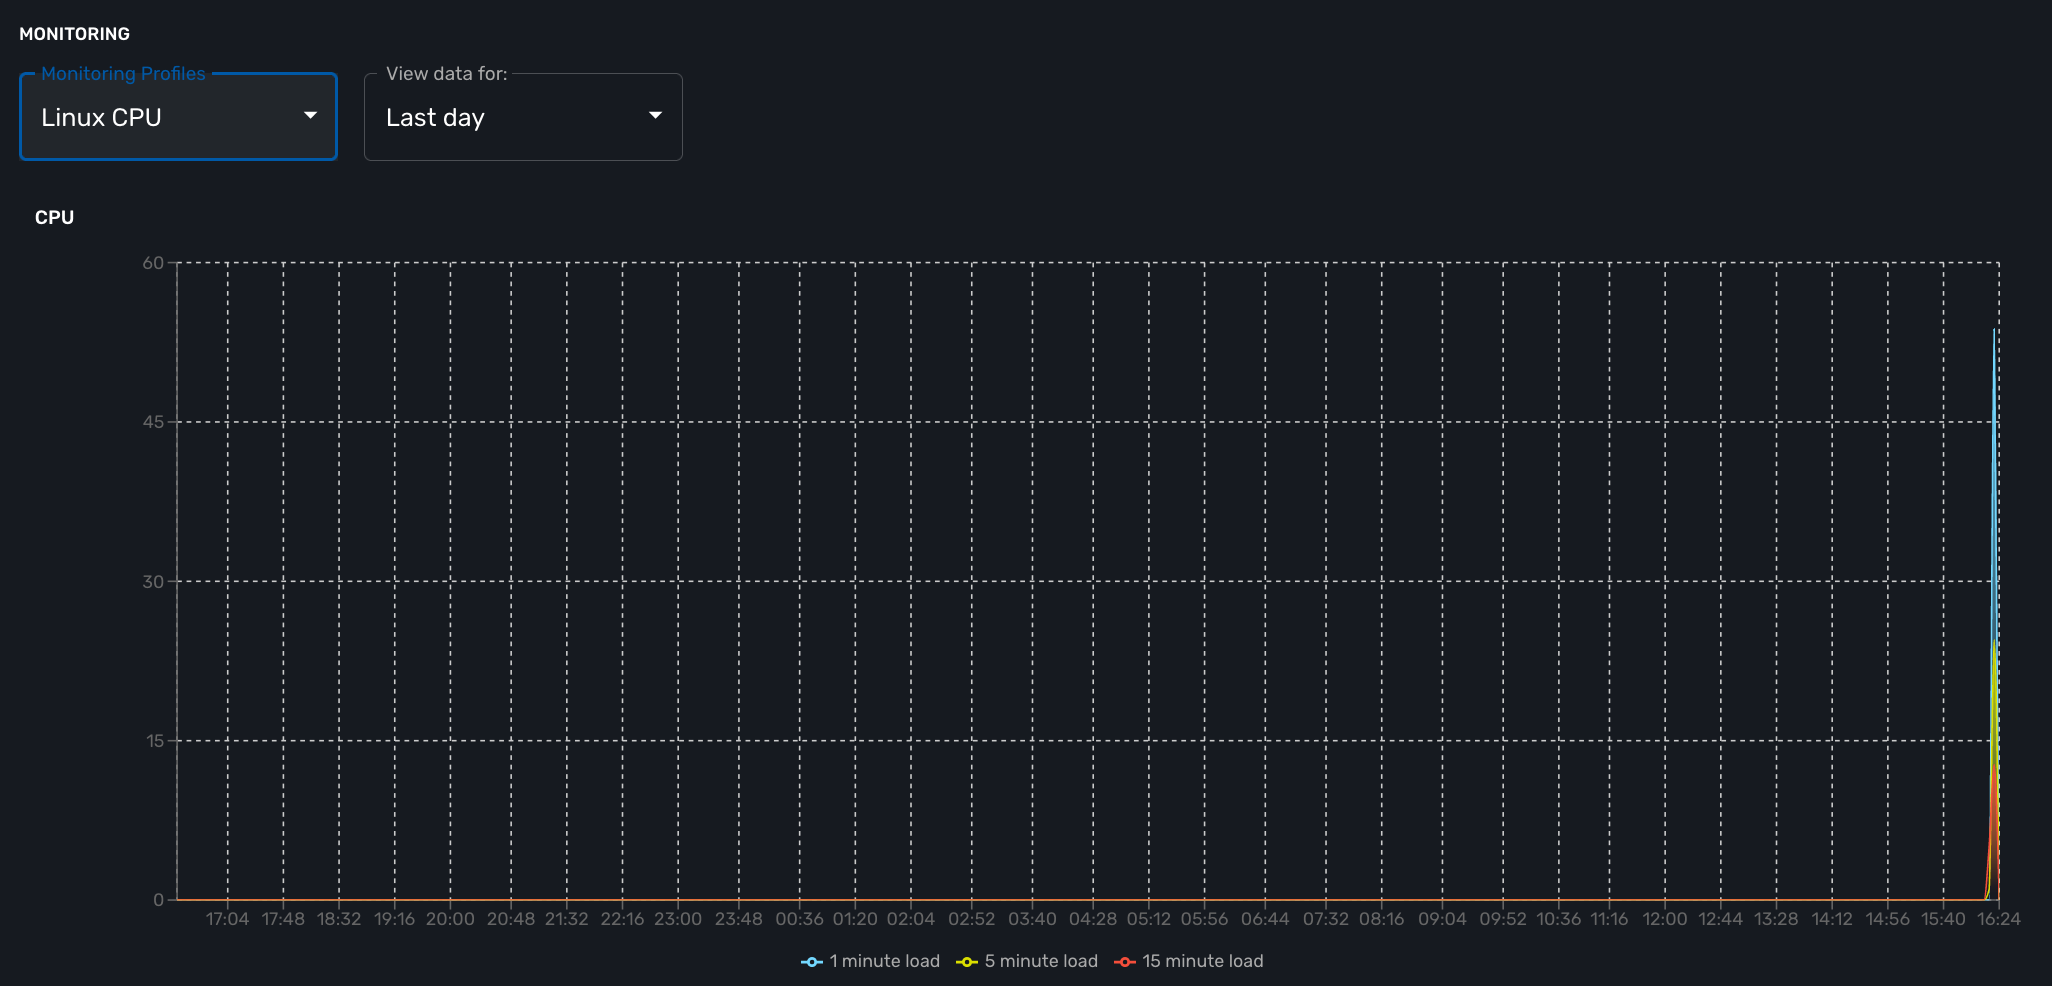 MONITORING
Monitoring Profiles View data for:
Linux CPU Last day
CPU
60
45
30
15
0
17:04 17:48 18:32 19:16 20:00 20:48 21:32 22:16 23:00 23:48 00:36 01:20 02:04 02:52 03:40 04:28 05:12 05:56 06:44 07:32 08:16 09:04 09:52 10:36 11:16 12:00 12:44 13:28 14:12 14:56 15:40 16:24
1 minute load 5 minute load 15 minute load